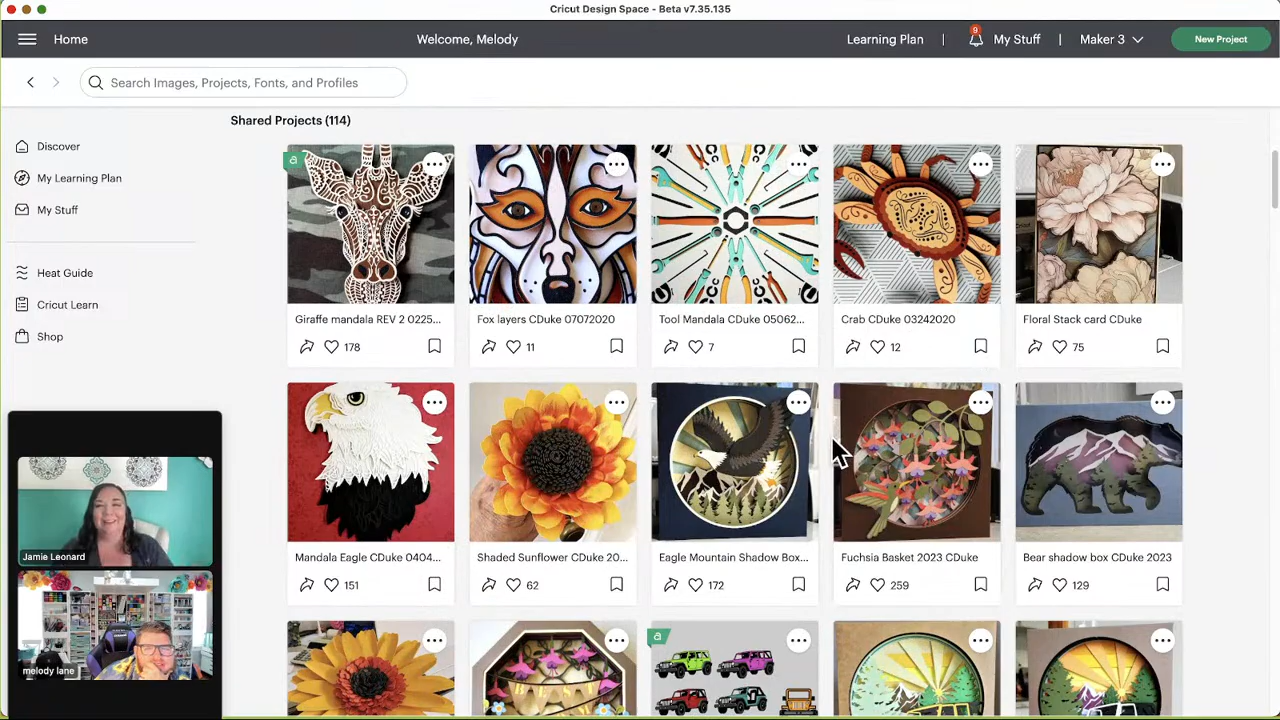 Cricut Design Space - Beta v7.35.135
Home
Welcome, Melody
Learning Plan
|
9
My Stuff
|
Maker 3
New Project
Search Images, Projects, Fonts, and Profiles
Discover
My Learning Plan
My Stuff
Heat Guide
Cricut Learn
Shop
Shared Projects (114)
a
Giraffe mandala REV 2 0225...
Fox layers CDuke 07072020
Tool Mandala CDuke 05062...
Crab CDuke 03242020
Floral Stack card CDuke
178
11
7
12
75
Mandala Eagle CDuke 0404...
Shaded Sunflower CDuke 20...
Eagle Mountain Shadow Box...
Fuchsia Basket 2023 CDuke
Bear shadow box CDuke 2023
151
62
172
259
129
a
Jamie Leonard
melody lane